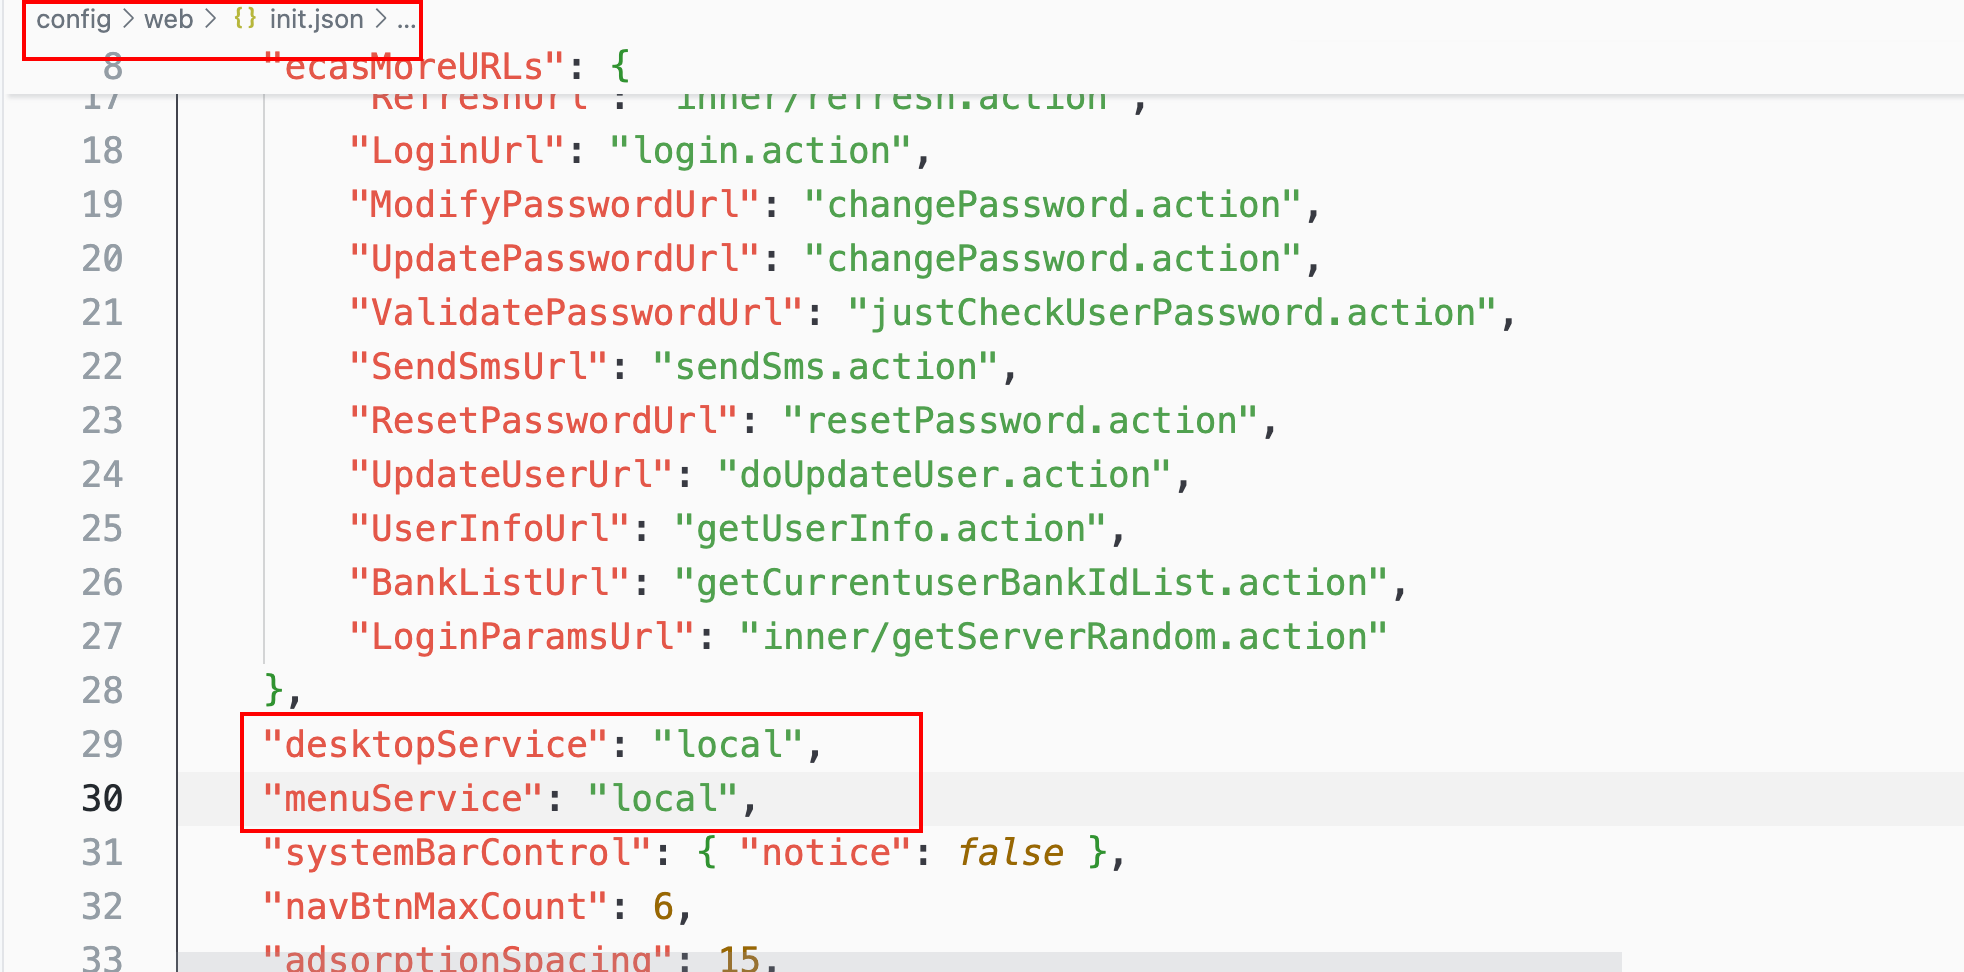 config > web > {} init.json > ...
8 "ecasMoreURLs": {
17 "RefreshUrl": "inner/refresh.action",
18 "LoginUrl": "login.action",
19 "ModifyPasswordUrl": "changePassword.action",
20 "UpdatePasswordUrl": "changePassword.action",
21 "ValidatePasswordUrl": "justCheckUserPassword.action",
22 "SendSmsUrl": "sendSms.action",
23 "ResetPasswordUrl": "resetPassword.action",
24 "UpdateUserUrl": "doUpdateUser.action",
25 "UserInfoUrl": "getUserInfo.action",
26 "BankListUrl": "getCurrentuserBankIdList.action",
27 "LoginParamsUrl": "inner/getServerRandom.action"
28 },
29 "desktopService": "local",
30 "menuService": "local",
31 "systemBarControl": { "notice": false },
32 "navBtnMaxCount": 6,
33 "adsorptionSpacing": 15,